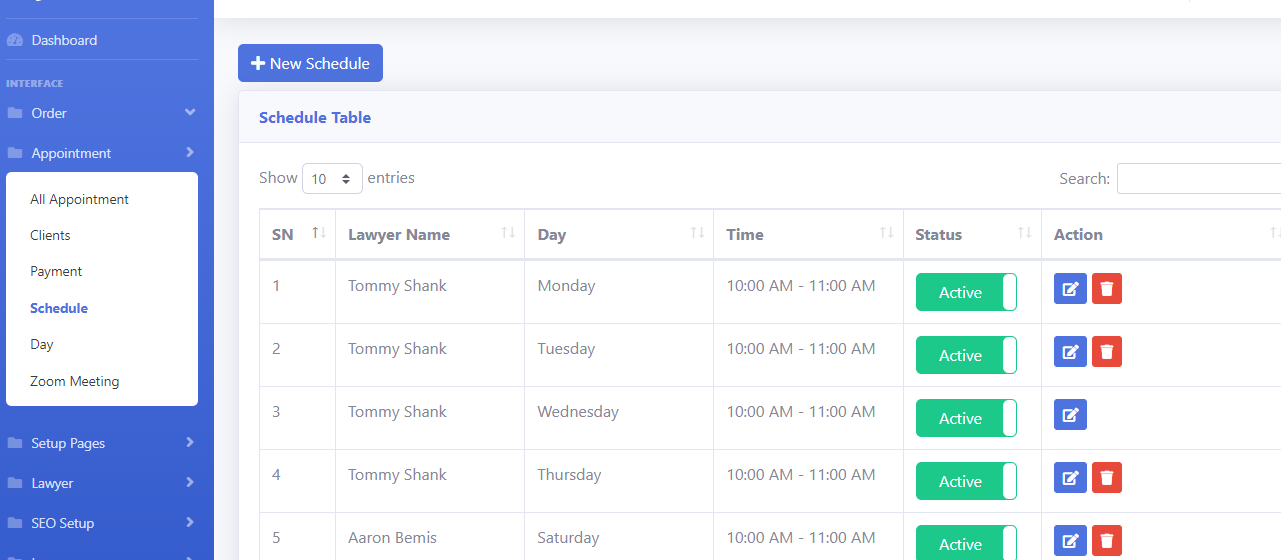 Dashboard
INTERFACE
Order
Appointment
All Appointment
Clients
Payment
Schedule
Day
Zoom Meeting
Setup Pages
Lawyer
SEO Setup
New Schedule
Schedule Table
Show 10 entries
Search:
SN Lawyer Name Day Time Status Action
1 Tommy Shank Monday 10:00 AM - 11:00 AM Active
2 Tommy Shank Tuesday 10:00 AM - 11:00 AM Active
3 Tommy Shank Wednesday 10:00 AM - 11:00 AM Active
4 Tommy Shank Thursday 10:00 AM - 11:00 AM Active
5 Aaron Bemis Saturday 10:00 AM - 11:00 AM Active